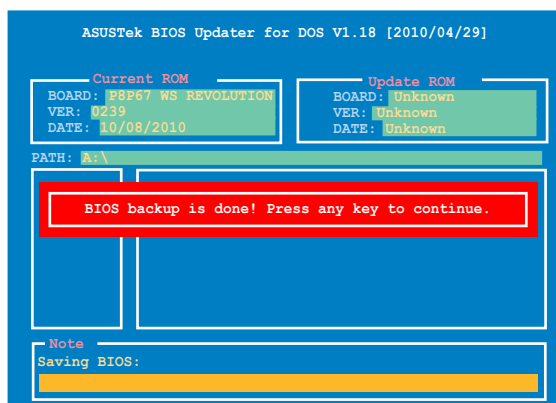 ASUSTek BIOS Updater for DOS V1.18 [2010/04/29]
Current ROM
BOARD: P8P67 WS REVOLUTION
VER: 0239
DATE: 10/08/2010
Update ROM
BOARD: Unknown
VER: Unknown
DATE: Unknown
PATH: A:\
BIOS backup is done! Press any key to continue.
Note
Saving BIOS: